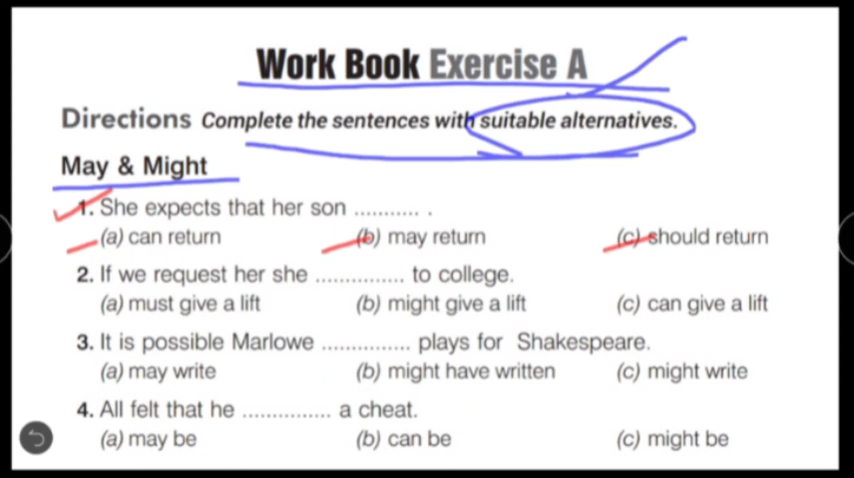 Work Book Exercise A
Directions Complete the sentences with suitable alternatives.
May & Might
1. She expects that her son ........... .
(a) can return (b) may return (c) should return
2. If we request her she ............... to college.
(a) must give a lift (b) might give a lift (c) can give a lift
3. It is possible Marlowe .............. plays for Shakespeare.
(a) may write (b) might have written (c) might write
4. All felt that he ............... a cheat.
(a) may be (b) can be (c) might be